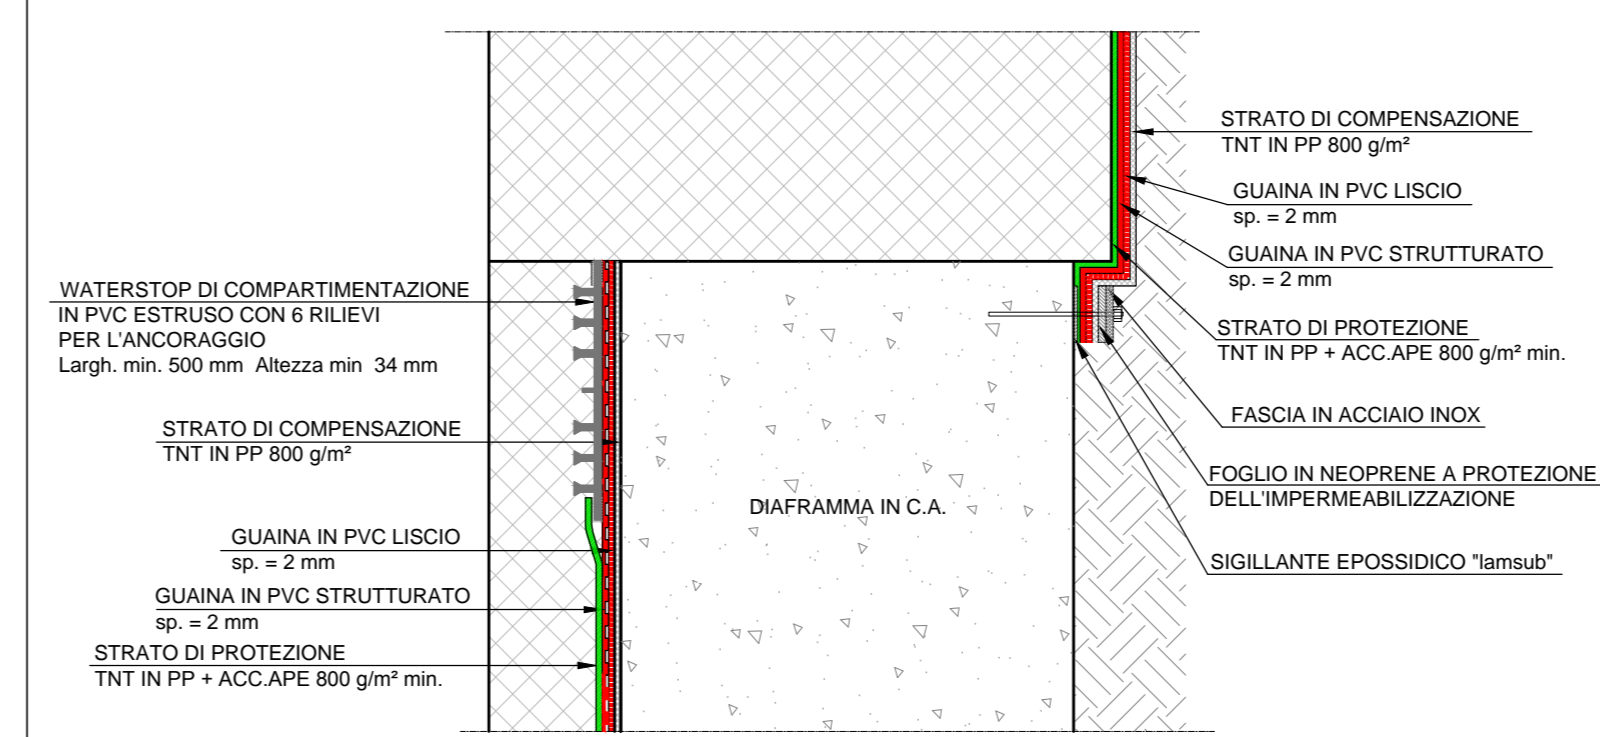 STRATO DI COMPENSAZIONE
TNT IN PP 800 g/m²
GUAINA IN PVC LISCIO
sp. = 2 mm
GUAINA IN PVC STRUTTURATO
sp. = 2 mm
STRATO DI PROTEZIONE
TNT IN PP + ACC.APE 800 g/m² min.
FASCIA IN ACCIAIO INOX
FOGLIO IN NEOPRENE A PROTEZIONE
DELL'IMPERMEABILIZZAZIONE
SIGILLANTE EPOSSIDICO "lamsub"
WATERSTOP DI COMPARTIMENTAZIONE
IN PVC ESTRUSO CON 6 RILIEVI
PER L'ANCORAGGIO
Largh. min. 500 mm Altezza min 34 mm
STRATO DI COMPENSAZIONE
TNT IN PP 800 g/m²
GUAINA IN PVC LISCIO
sp. = 2 mm
GUAINA IN PVC STRUTTURATO
sp. = 2 mm
STRATO DI PROTEZIONE
TNT IN PP + ACC.APE 800 g/m² min.
DIAFRAMMA IN C.A.